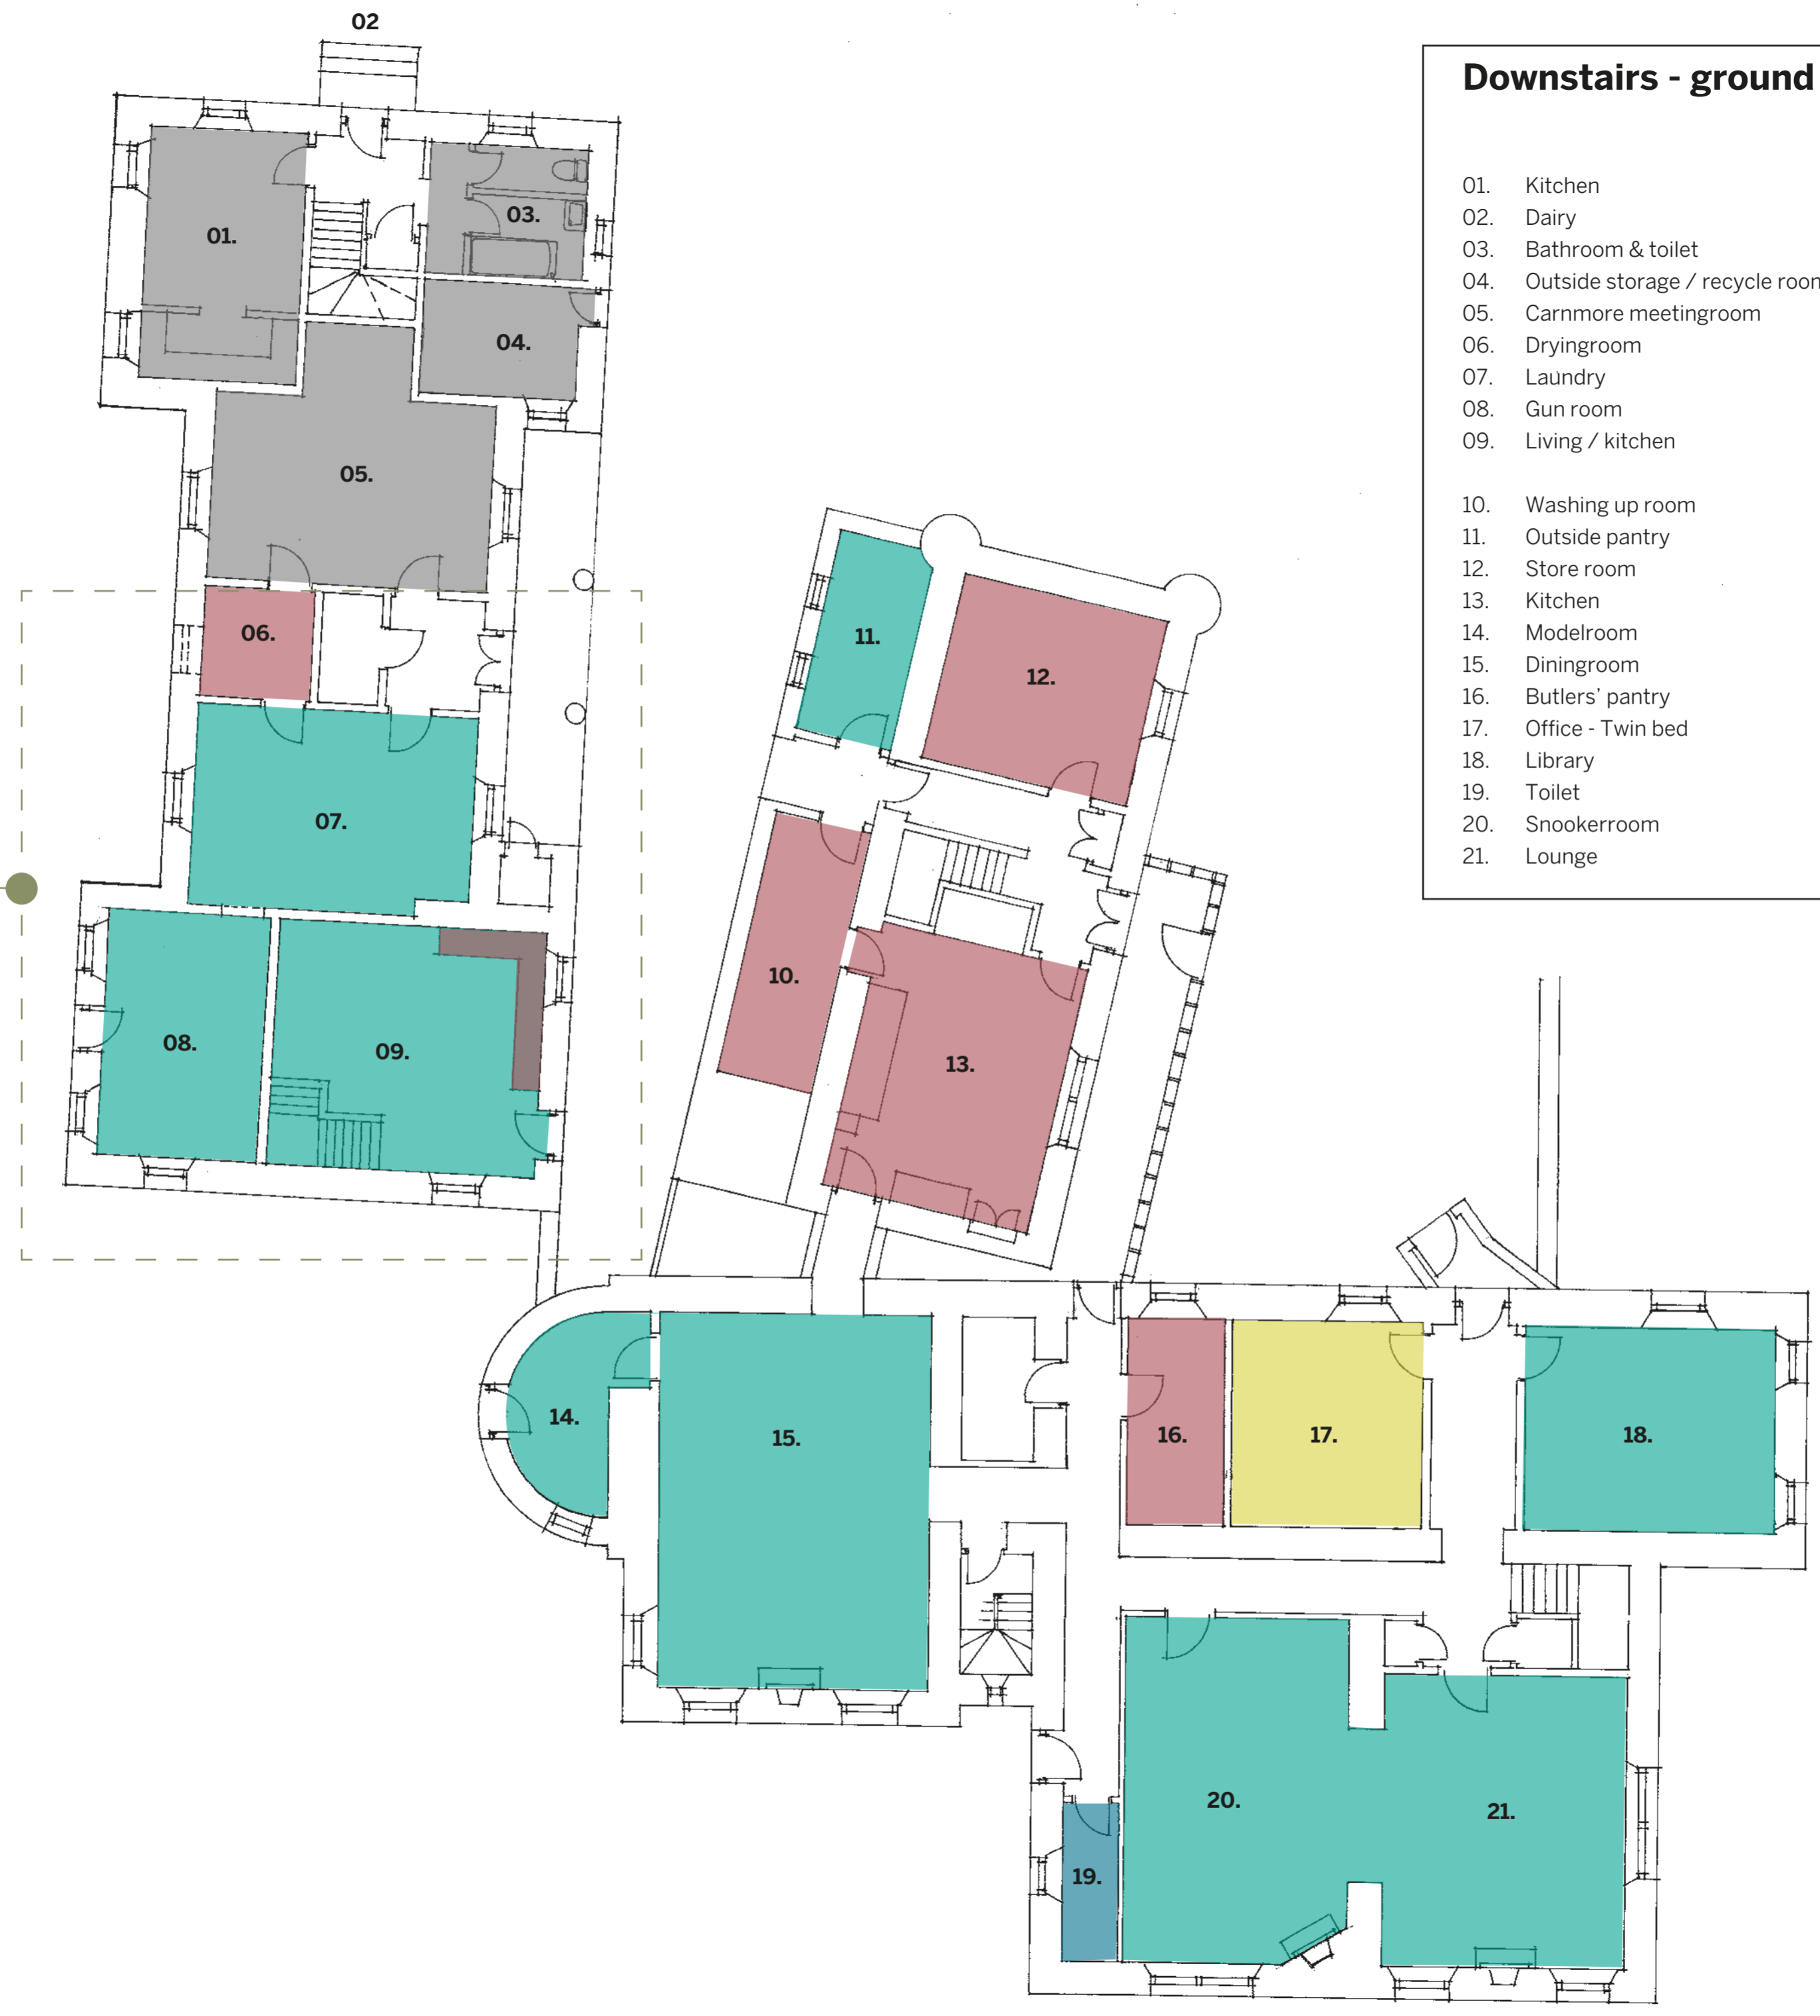 02
Downstairs - ground
01. Kitchen
02. Dairy
03. Bathroom & toilet
04. Outside storage / recycle room
05. Carnmore meetingroom
06. Dryingroom
07. Laundry
08. Gun room
09. Living / kitchen
10. Washing up room
11. Outside pantry
12. Store room
13. Kitchen
14. Modelroom
15. Diningroom
16. Butlers' pantry
17. Office - Twin bed
18. Library
19. Toilet
20. Snookerroom
21. Lounge
01.
03.
04.
05.
06.
07.
08.
09.
11.
12.
10.
13.
14.
15.
16.
17.
18.
19.
20.
21.